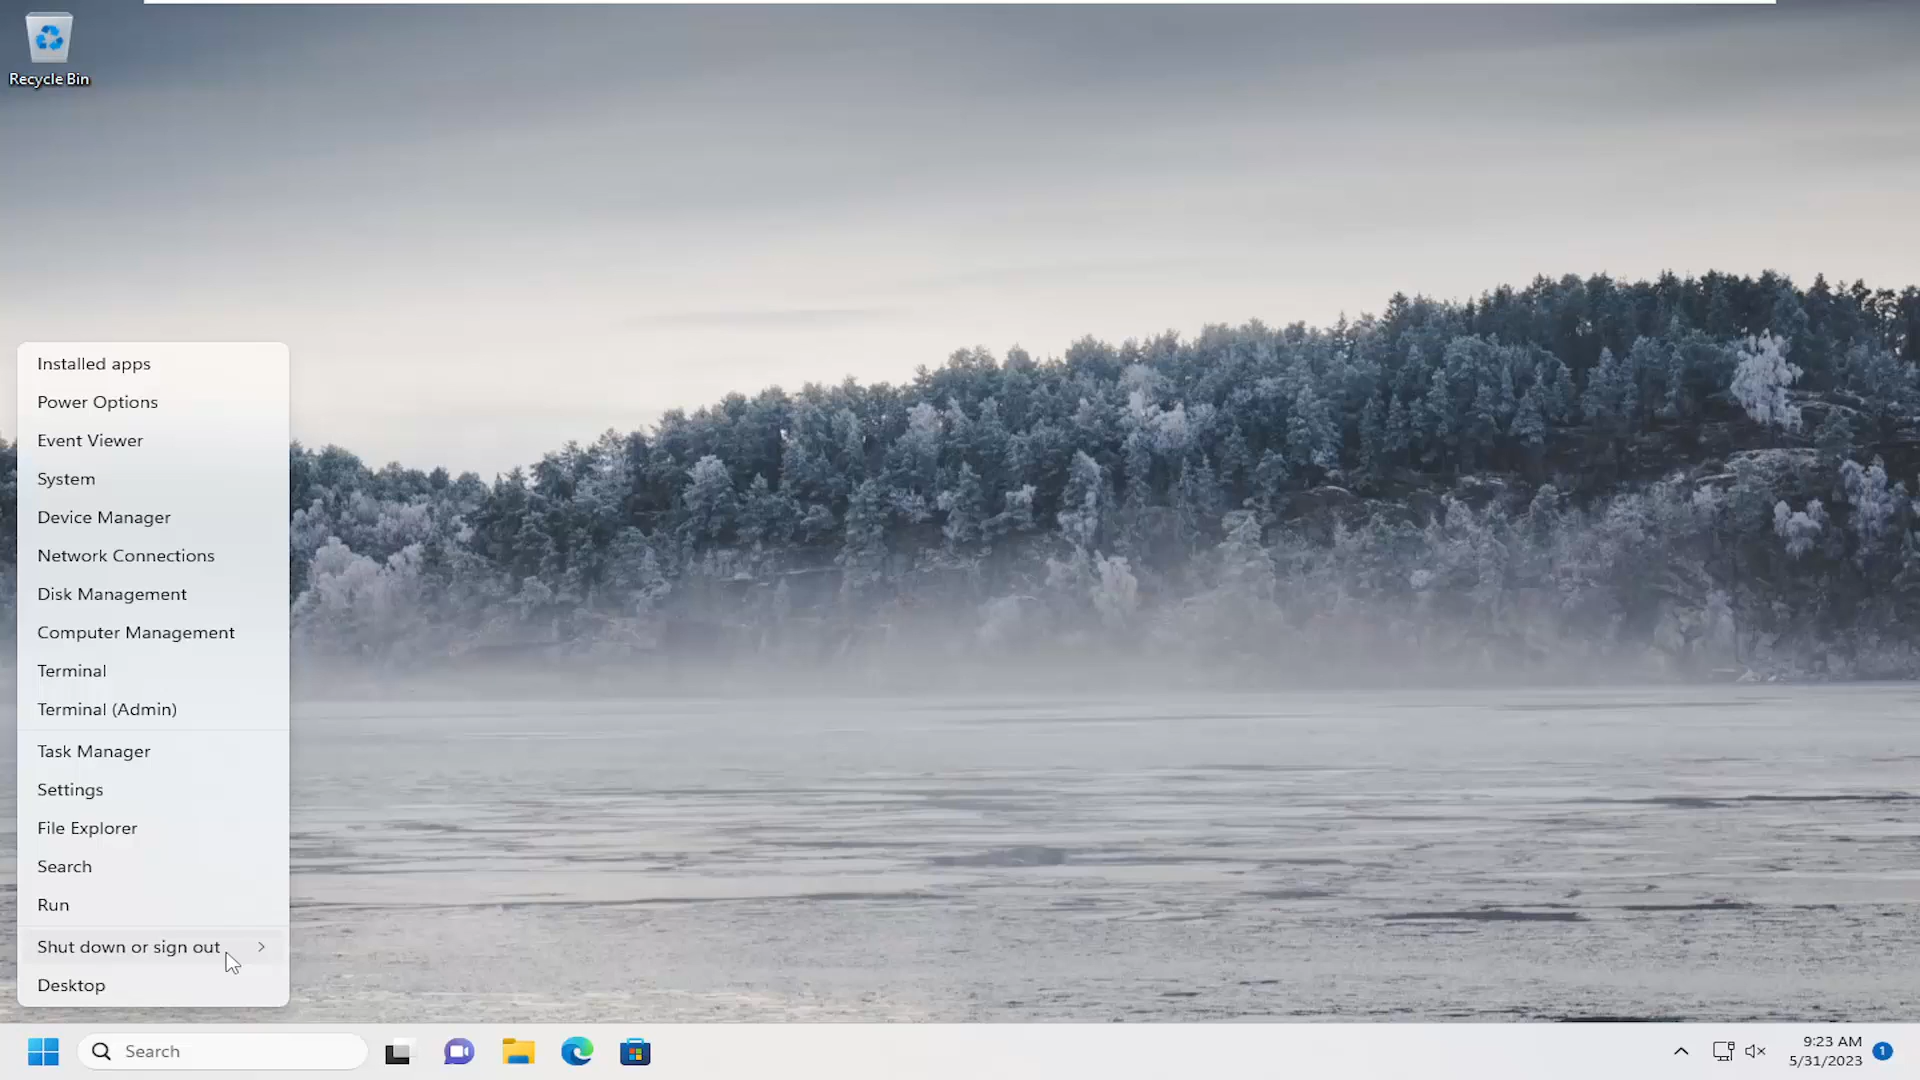 Recycle Bin
Installed apps
Power Options
Event Viewer
System
Device Manager
Network Connections
Disk Management
Computer Management
Terminal
Terminal (Admin)
Task Manager
Settings
File Explorer
Search
Run
Shut down or sign out
Desktop
Search
9:23 AM
5/31/2023
1